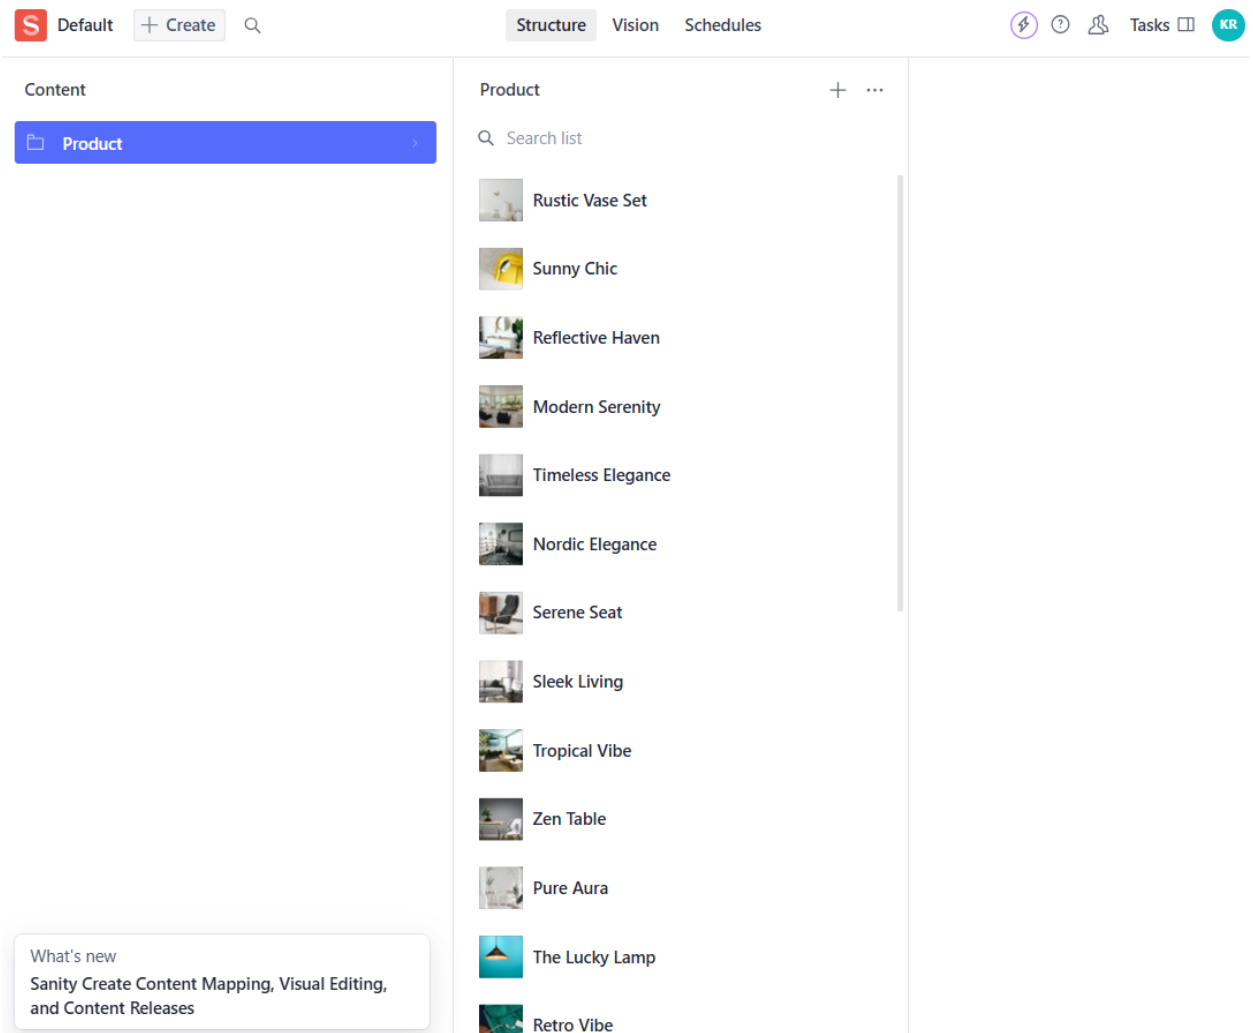 S Default + Create
Structure Vision Schedules
Tasks KR
Content
Product
Product
Search list
Rustic Vase Set
Sunny Chic
Reflective Haven
Modern Serenity
Timeless Elegance
Nordic Elegance
Serene Seat
Sleek Living
Tropical Vibe
Zen Table
Pure Aura
The Lucky Lamp
Retro Vibe
What's new
Sanity Create Content Mapping, Visual Editing,
and Content Releases